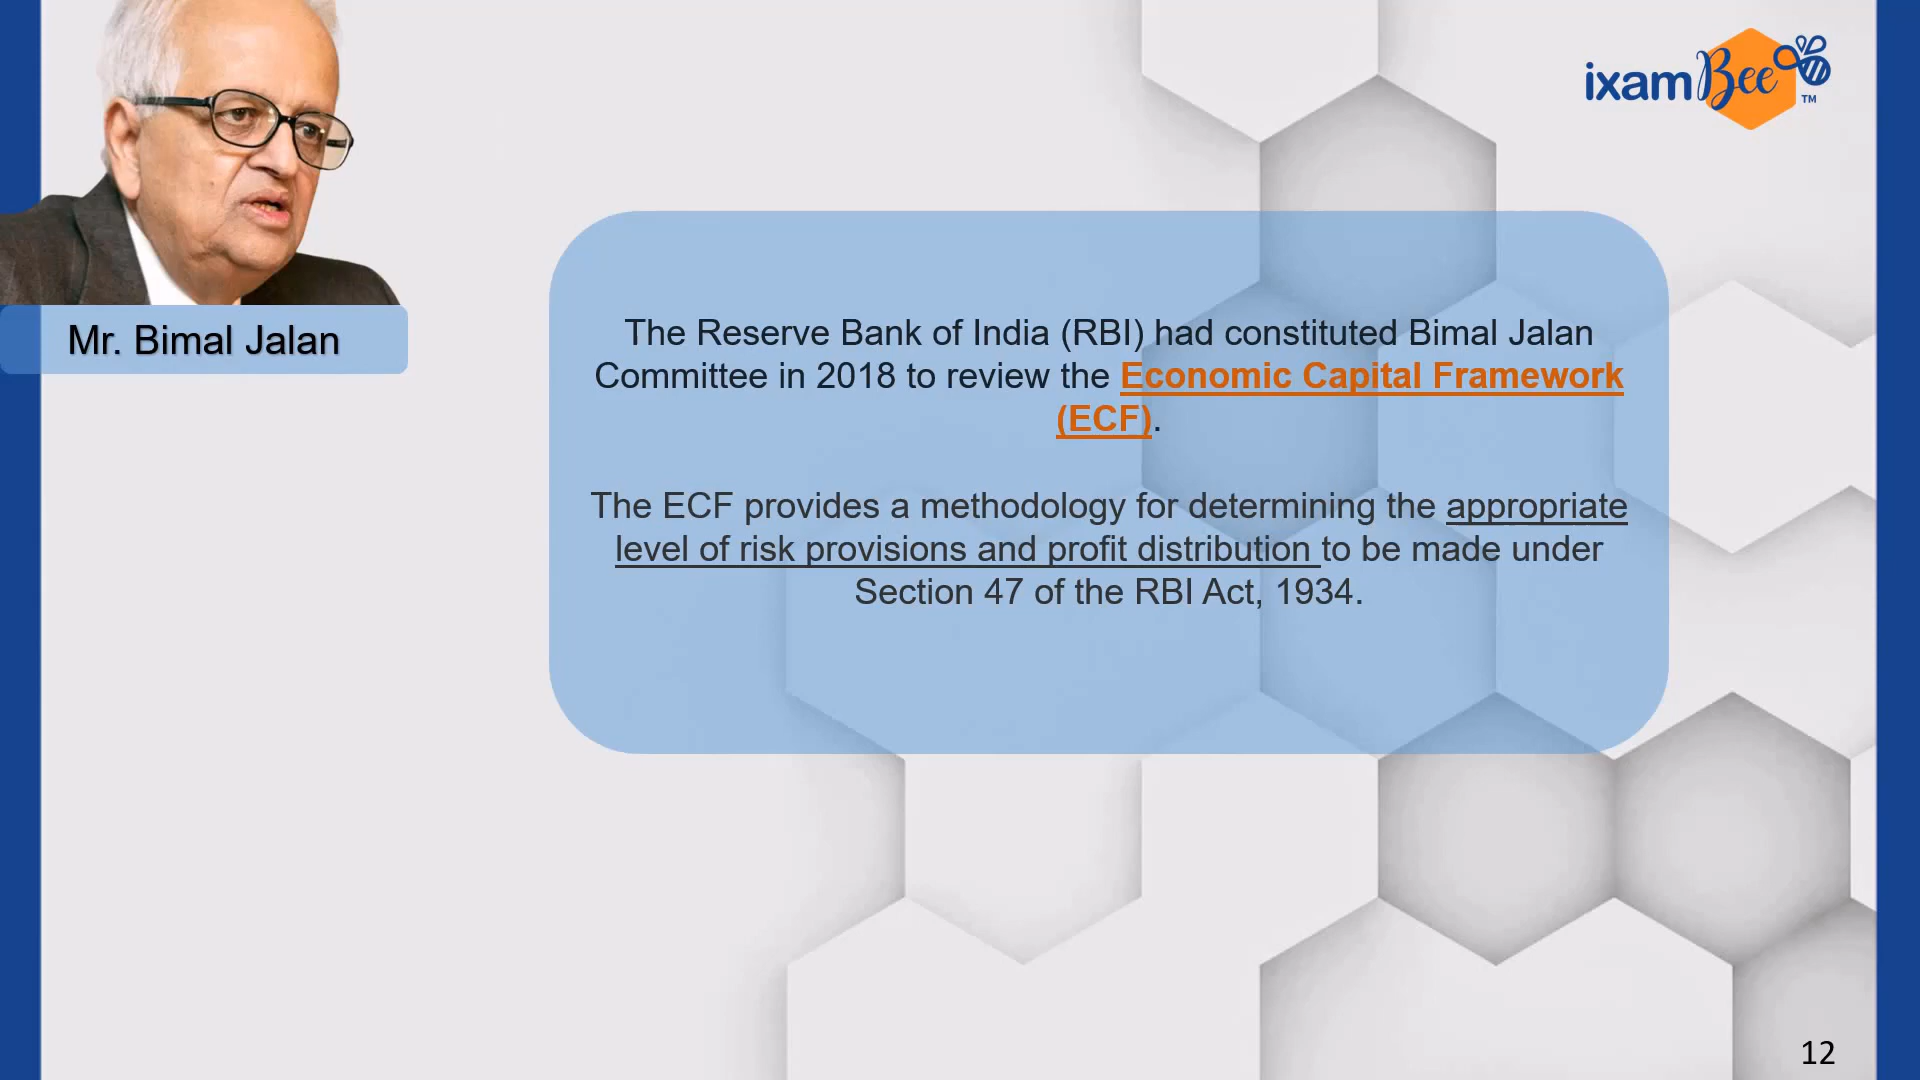 ixamBee
TM
Mr. Bimal Jalan
The Reserve Bank of India (RBI) had constituted Bimal Jalan
Committee in 2018 to review the Economic Capital Framework
(ECF).
The ECF provides a methodology for determining the appropriate
level of risk provisions and profit distribution to be made under
Section 47 of the RBI Act, 1934.
12